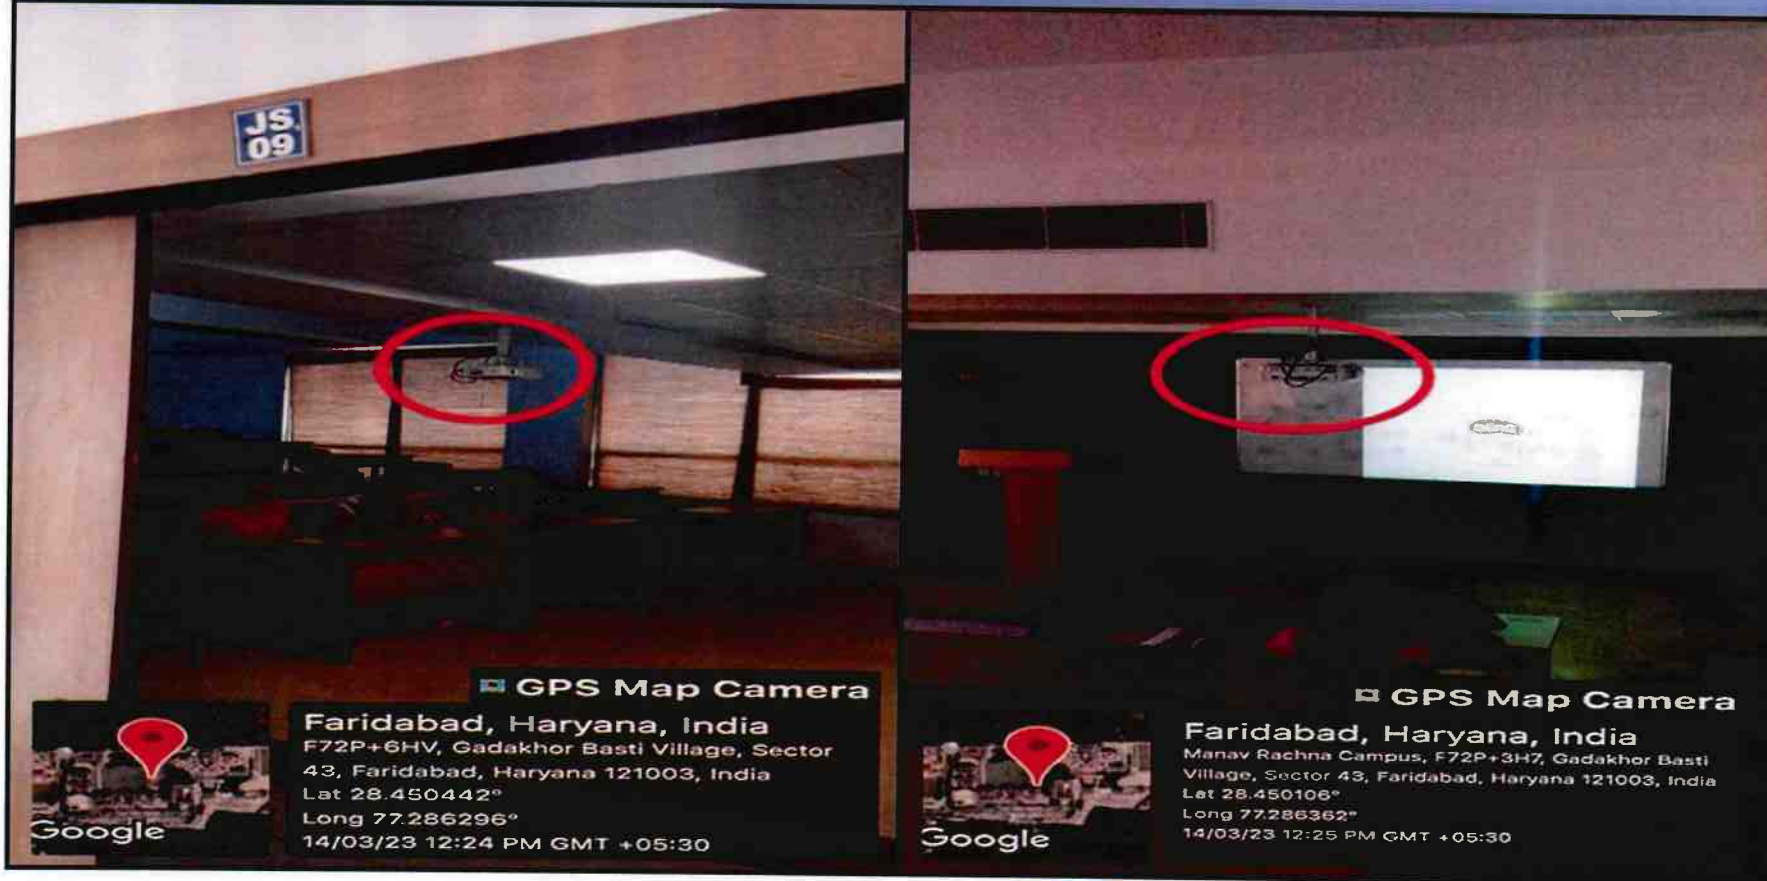 JS
09
GPS Map Camera
Faridabad, Haryana, India
F72P+6HV, Gadakhor Basti Village, Sector
43, Faridabad, Haryana 121003, India
Lat 28.450442°
Long 77.286296°
14/03/23 12:24 PM GMT +05:30
Google
GPS Map Camera
Faridabad, Haryana, India
Manav Rachna Campus, F72P+3H7, Gadakhor Basti
Village, Sector 43, Faridabad, Haryana 121003, India
Lat 28.450106°
Long 77.286362°
14/03/23 12:25 PM GMT +05:30
Google